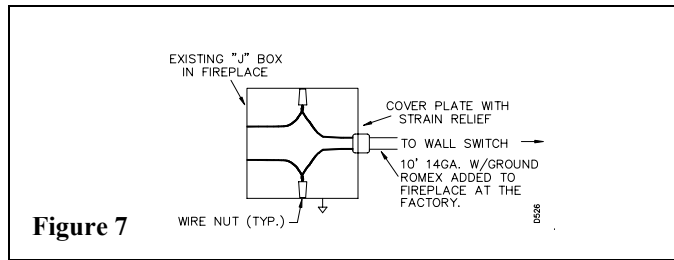 EXISTING "J" BOX
IN FIREPLACE
COVER PLATE WITH
STRAIN RELIEF
TO WALL SWITCH
10' 14GA. W/GROUND
ROMEX ADDED TO
FIREPLACE AT THE
FACTORY.
WIRE NUT (TYP.)
D526
Figure 7